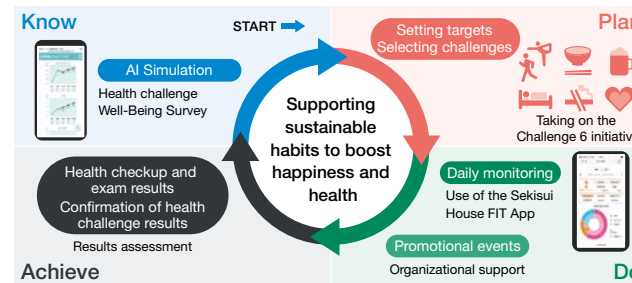 Know
START
AI Simulation
Health challenge
Well-Being Survey
Setting targets
Selecting challenges
Plan
Taking on the
Challenge 6 initiativ
Supporting
sustainable
habits to boost
happiness and
health
Health checkup and
exam results
Confirmation of health
challenge results
Results assessment
Achieve
Daily monitoring
Use of the Sekisui
House FIT App
Promotional events
Organizational support
Do